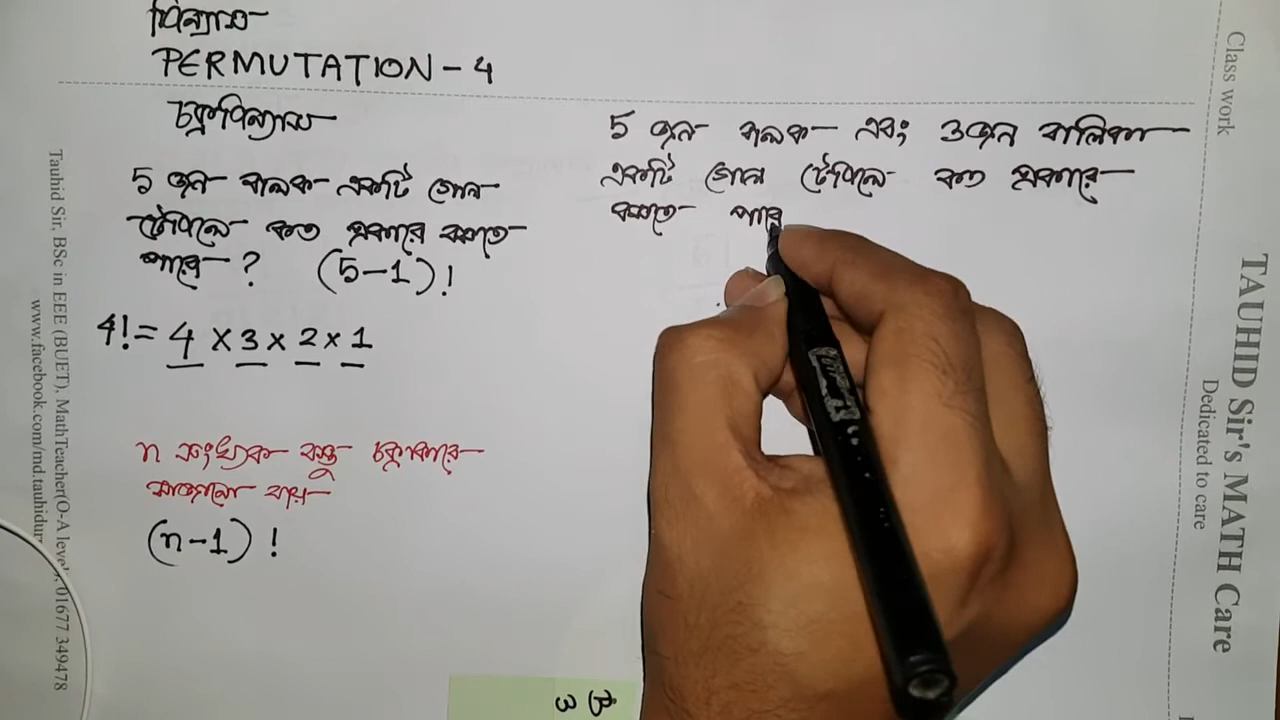 বিন্যাস
PERMUTATION - 4
চক্রবিন্যাস
5 জন বালক একটি গোল
টেবিলে কত প্রকারে বসতে
পারে ? (5-1)!
4! = 4 × 3 × 2 × 1
n সংখ্যক বস্তু চক্রাকারে
সাজানো যায়
(n-1) !
5 জন বালক এবং 3জন বালিকা
একটি গোল টেবিলে কত প্রকারে
বসতে পারে
Class work
TAUHID Sir's MATH Care
Dedicated to care
Tauhid Sir, BSc in EEE (BUET), MathTeacher(O-A level), 01677 349478
www.facebook.com/md.tauhidur